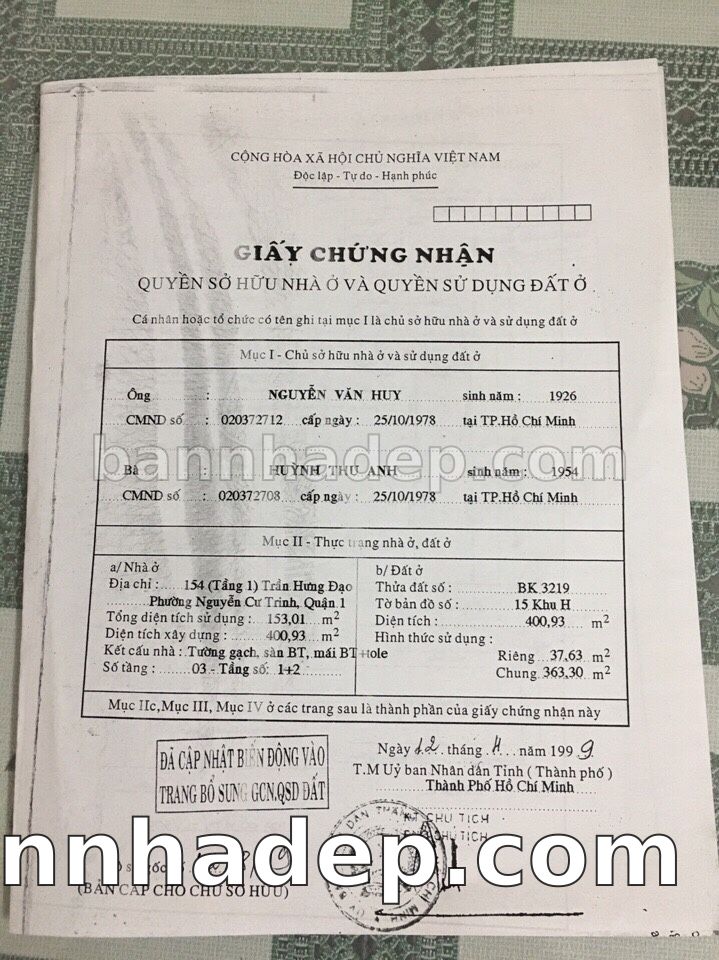 CỘNG HÒA XÃ HỘI CHỦ NGHĨA VIỆT NAM
Độc lập - Tự do - Hạnh phúc
GIẤY CHỨNG NHẬN
QUYỀN SỞ HỮU NHÀ Ở VÀ QUYỀN SỬ DỤNG ĐẤT Ở
Cá nhân hoặc tổ chức có tên ghi tại mục I là chủ sở hữu nhà ở và sử dụng đất ở
Mục I - Chủ sở hữu nhà ở và sử dụng đất ở
Ông : NGUYỄN VĂN HUY sinh năm : 1926
CMND số : 020372712 cấp ngày : 25/10/1978 tại TP.Hồ Chí Minh
bannhadep.com
Bà : HUỲNH THU ANH sinh năm : 1954
CMND số : 020372708 cấp ngày : 25/10/1978 tại TP.Hồ Chí Minh
Mục II - Thực trạng nhà ở, đất ở
a/ Nhà ở
Địa chỉ : 154 (Tầng 1) Trần Hưng Đạo
Phường Nguyễn Cư Trinh, Quận 1
Tổng diện tích sử dụng : 153,01 m2
Diện tích xây dựng : 400,93 m2
Kết cấu nhà : Tường gạch, sàn BT, mái BT+tole
Số tầng : 03 - Tầng số: 1+2
b/ Đất ở
Thửa đất số : BK 3219
Tờ bản đồ số : 15 Khu H
Diện tích : 400,93 m2
Hình thức sử dụng :
Riêng 37,63 m2
Chung 363,30 m2
Mục IIc,Mục III, Mục IV ở các trang sau là thành phần của giấy chứng nhận này
Ngày 12 tháng 4 năm 1999
T.M Uỷ ban Nhân dân Tỉnh ( Thành phố )
Thành Phố Hồ Chí Minh
ĐÃ CẬP NHẬT BIẾN ĐỘNG VÀO
TRANG BỔ SUNG GCN.QSD ĐẤT
KT CHỦ TỊCH
CHỦ TỊCH
nnhadep.com
(BẢN CẤP CHO CHỦ SỞ HỮU)